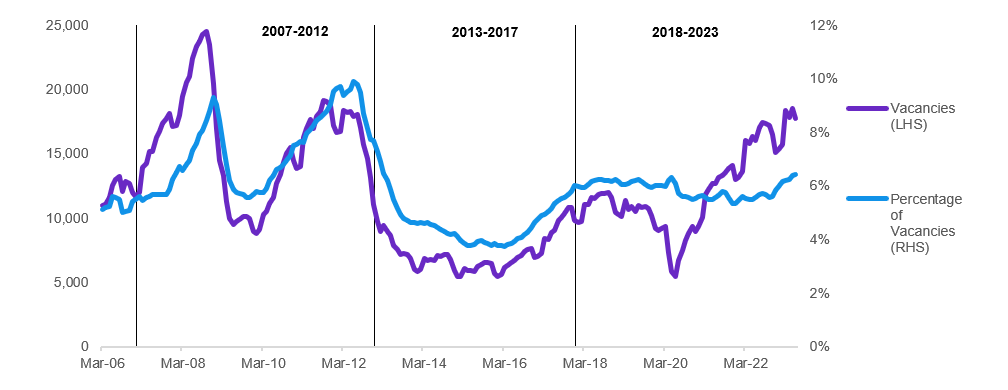 25,000
20,000
15,000
10,000
5,000
0
2007-2012
2013-2017
2018-2023
12%
10%
8%
6%
4%
2%
0%
Mar-06
Mar-08
Mar-10
Mar-12
Mar-14
Mar-16
Mar-18
Mar-20
Mar-22
Vacancies
(LHS)
Percentage
of
Vacancies
(RHS)